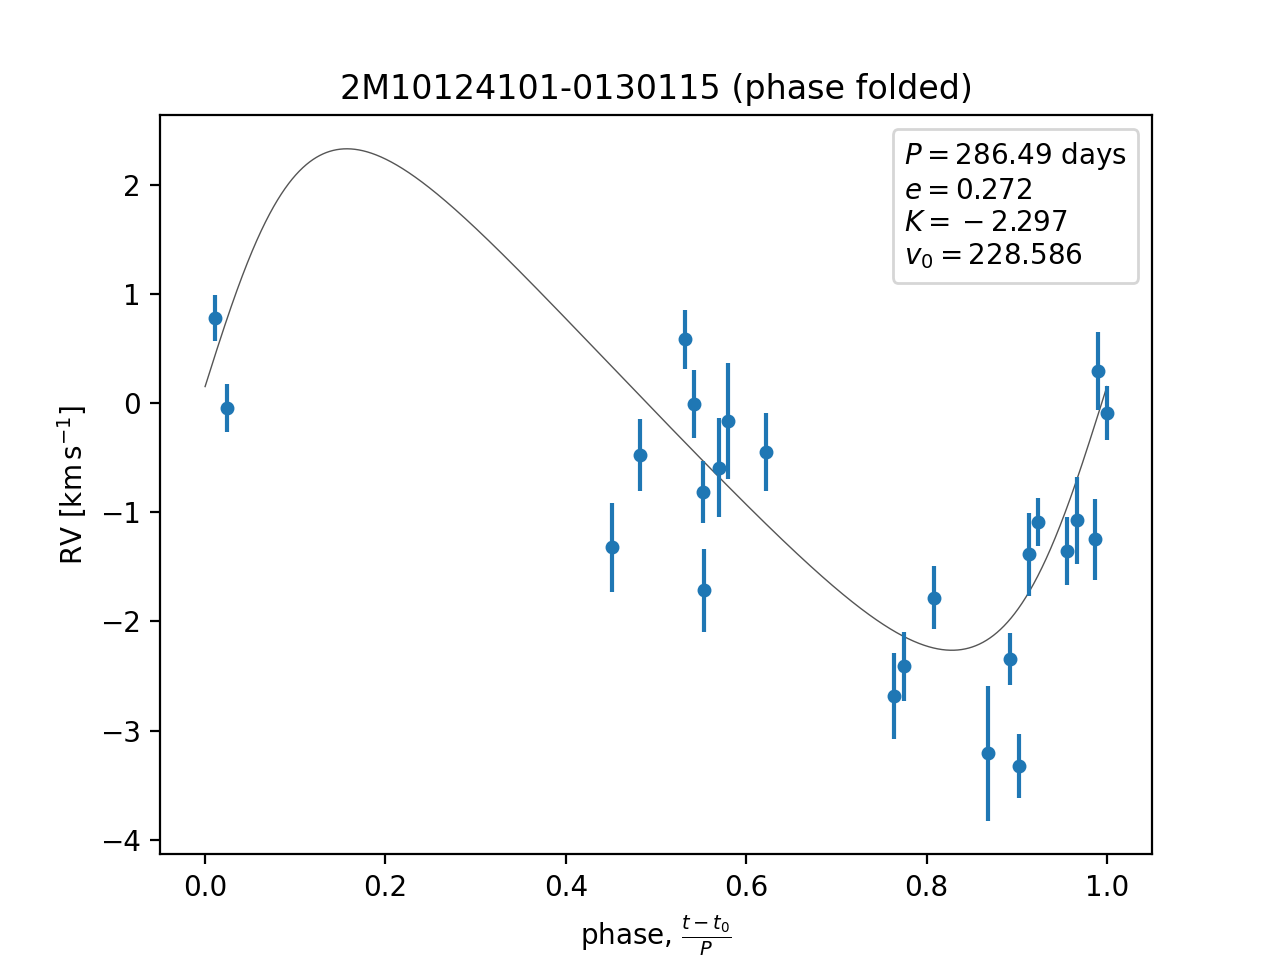 2M10124101-0130115 (phase folded)
P = 286.49 days
e = 0.272
K = −2.297
v₀ = 228.586
RV [km s⁻¹]
2
1
0
−1
−2
−3
−4
0.0 0.2 0.4 0.6 0.8 1.0
phase, (t − t₀)/P